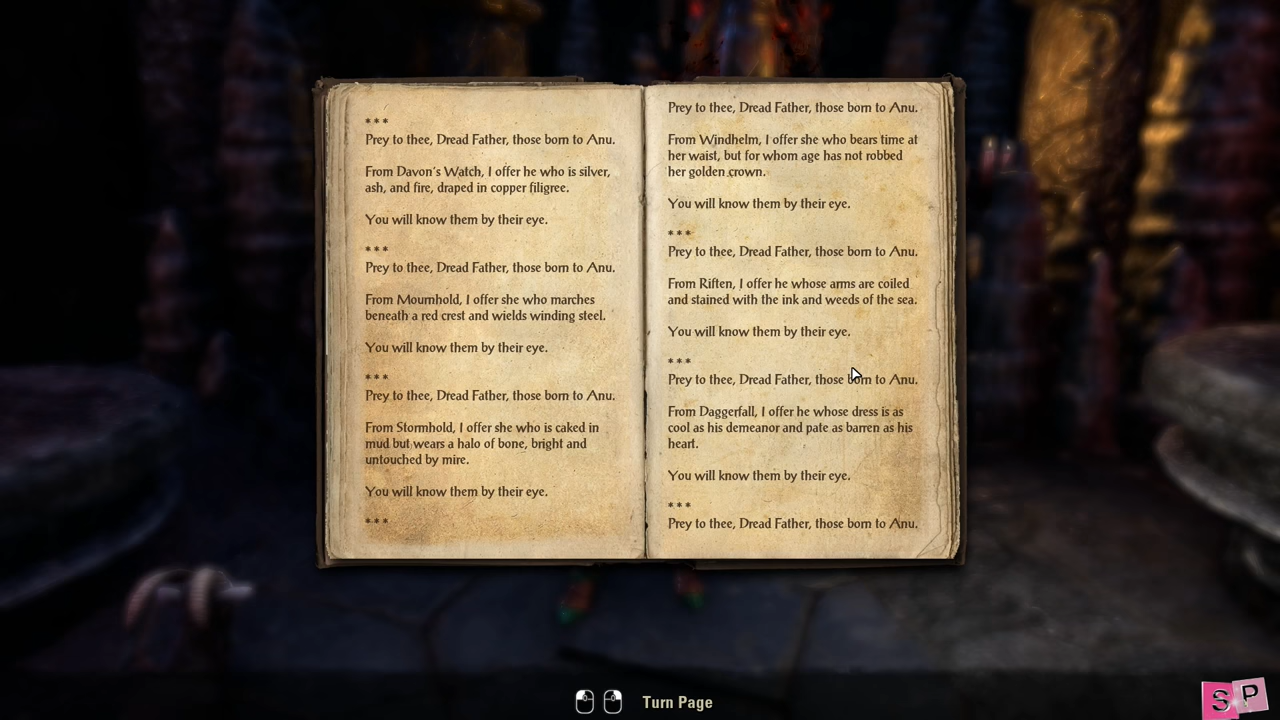 * * *
Prey to thee, Dread Father, those born to Anu.
From Davon's Watch, I offer he who is silver,
ash, and fire, draped in copper filigree.
You will know them by their eye.
* * *
Prey to thee, Dread Father, those born to Anu.
From Mournhold, I offer she who marches
beneath a red crest and wields winding steel.
You will know them by their eye.
* * *
Prey to thee, Dread Father, those born to Anu.
From Stormhold, I offer she who is caked in
mud but wears a halo of bone, bright and
untouched by mire.
You will know them by their eye.
* * *
Prey to thee, Dread Father, those born to Anu.
From Windhelm, I offer she who bears time at
her waist, but for whom age has not robbed
her golden crown.
You will know them by their eye.
* * *
Prey to thee, Dread Father, those born to Anu.
From Riften, I offer he whose arms are coiled
and stained with the ink and weeds of the sea.
You will know them by their eye.
* * *
Prey to thee, Dread Father, those born to Anu.
From Daggerfall, I offer he whose dress is as
cool as his demeanor and pate as barren as his
heart.
You will know them by their eye.
* * *
Prey to thee, Dread Father, those born to Anu.
Turn Page
SP